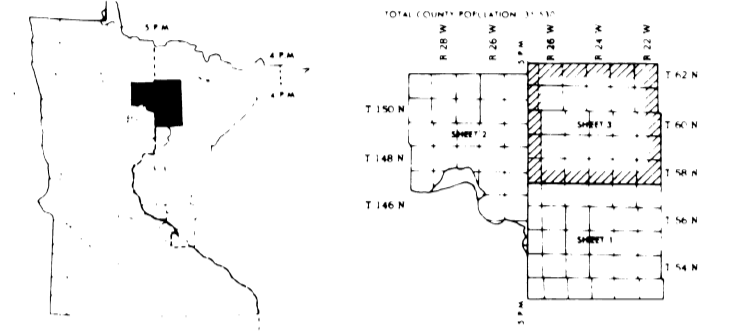 TOTAL COUNTY POPULATION
5 P M
4 P M
4 P M
R 28 W
R 26 W
5 P M
R 26 W
R 24 W
R 22 W
T 62 N
T 150 N
SHEET 2
SHEET 3
T 60 N
T 148 N
T 58 N
T 146 N
T 56 N
SHEET 1
T 54 N
5 P M